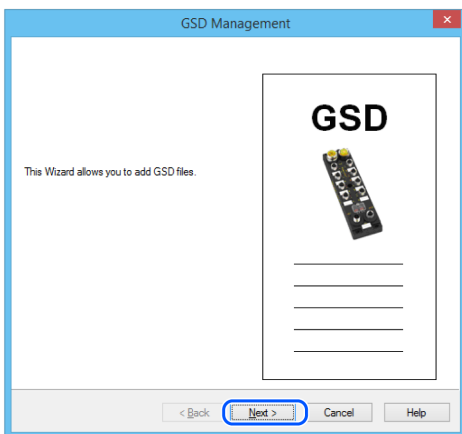 GSD Management
×
GSD
This Wizard allows you to add GSD files.
< Back Next > Cancel Help